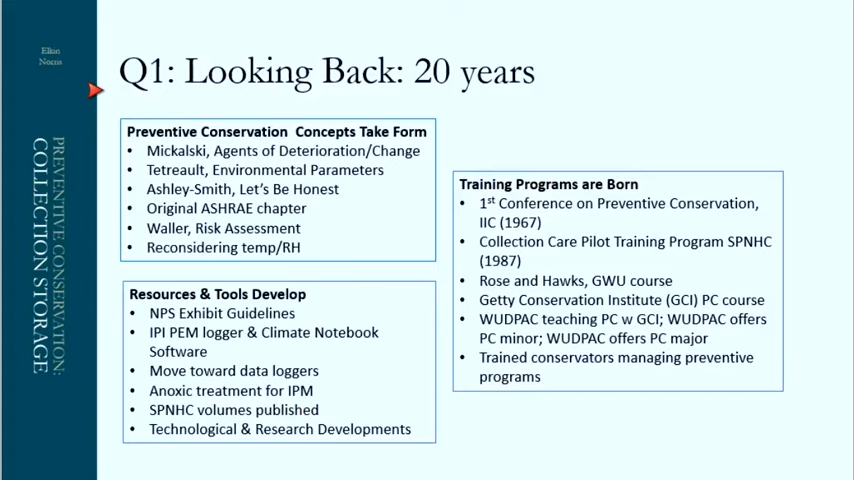 Elkin
Norris
PREVENTIVE CONSERVATION:
COLLECTION STORAGE
Q1: Looking Back: 20 years
Preventive Conservation  Concepts Take Form
• Mickalski, Agents of Deterioration/Change
• Tetreault, Environmental Parameters
• Ashley-Smith, Let's Be Honest
• Original ASHRAE chapter
• Waller, Risk Assessment
• Reconsidering temp/RH
Resources & Tools Develop
• NPS Exhibit Guidelines
• IPI PEM logger & Climate Notebook
Software
• Move toward data loggers
• Anoxic treatment for IPM
• SPNHC volumes published
• Technological & Research Developments
Training Programs are Born
• 1st Conference on Preventive Conservation,
IIC (1967)
• Collection Care Pilot Training Program SPNHC
(1987)
• Rose and Hawks, GWU course
• Getty Conservation Institute (GCI) PC course
• WUDPAC teaching PC w GCI; WUDPAC offers
PC minor; WUDPAC offers PC major
• Trained conservators managing preventive
programs